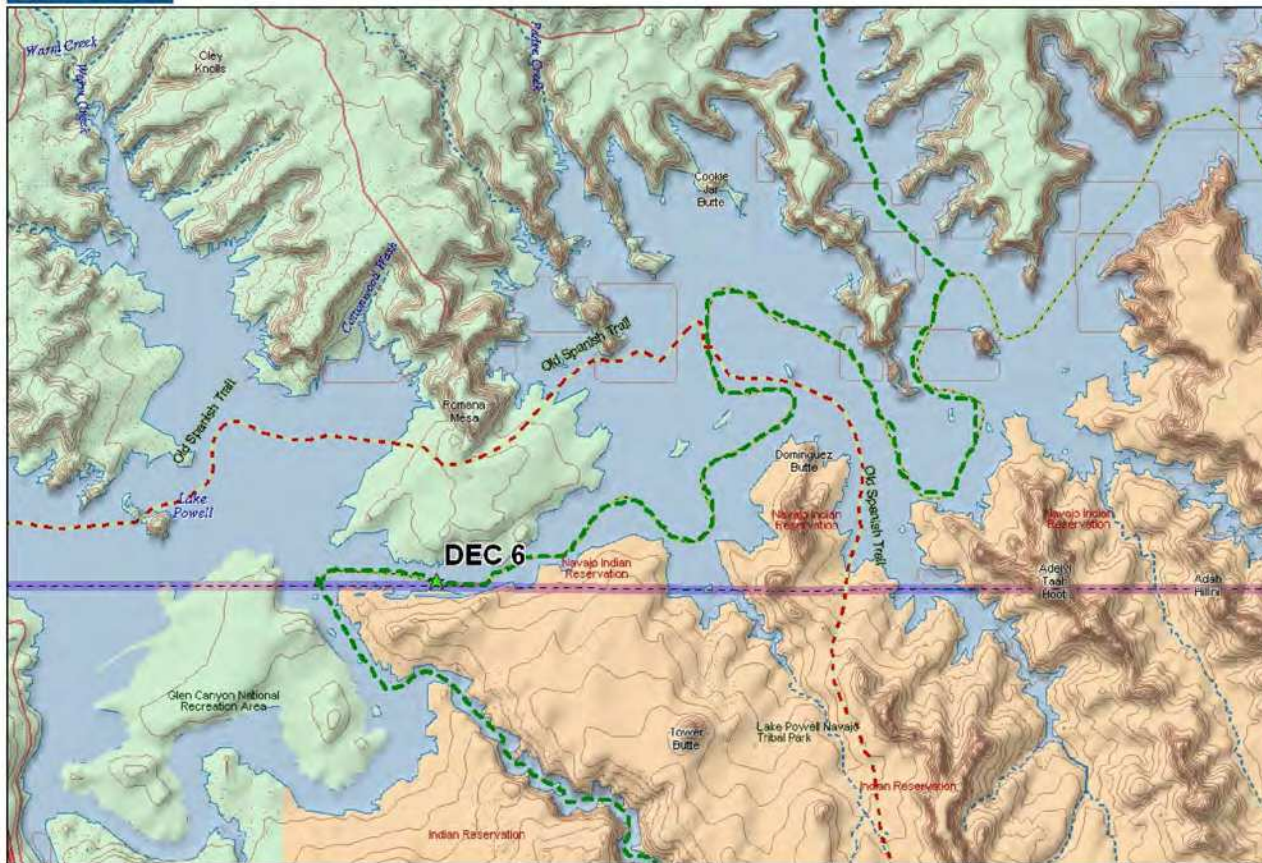 Warm Creek
Warm Creek
Cley
Knolls
Padre Creek
Cookie
Jar
Butte
Cottonwood Wash
Old Spanish Trail
Romana
Mesa
Old Spanish Trail
Lake
Powell
Dominguez
Butte
Old Spanish Trail
Navajo Indian
Reservation
Navajo Indian
Reservation
DEC 6
Navajo Indian
Reservation
Taah
Hoot
Adah
Glen Canyon National
Recreation Area
Tower
Butte
Lake Powell Navajo
Tribal Park
Indian Reservation
Indian Reservation